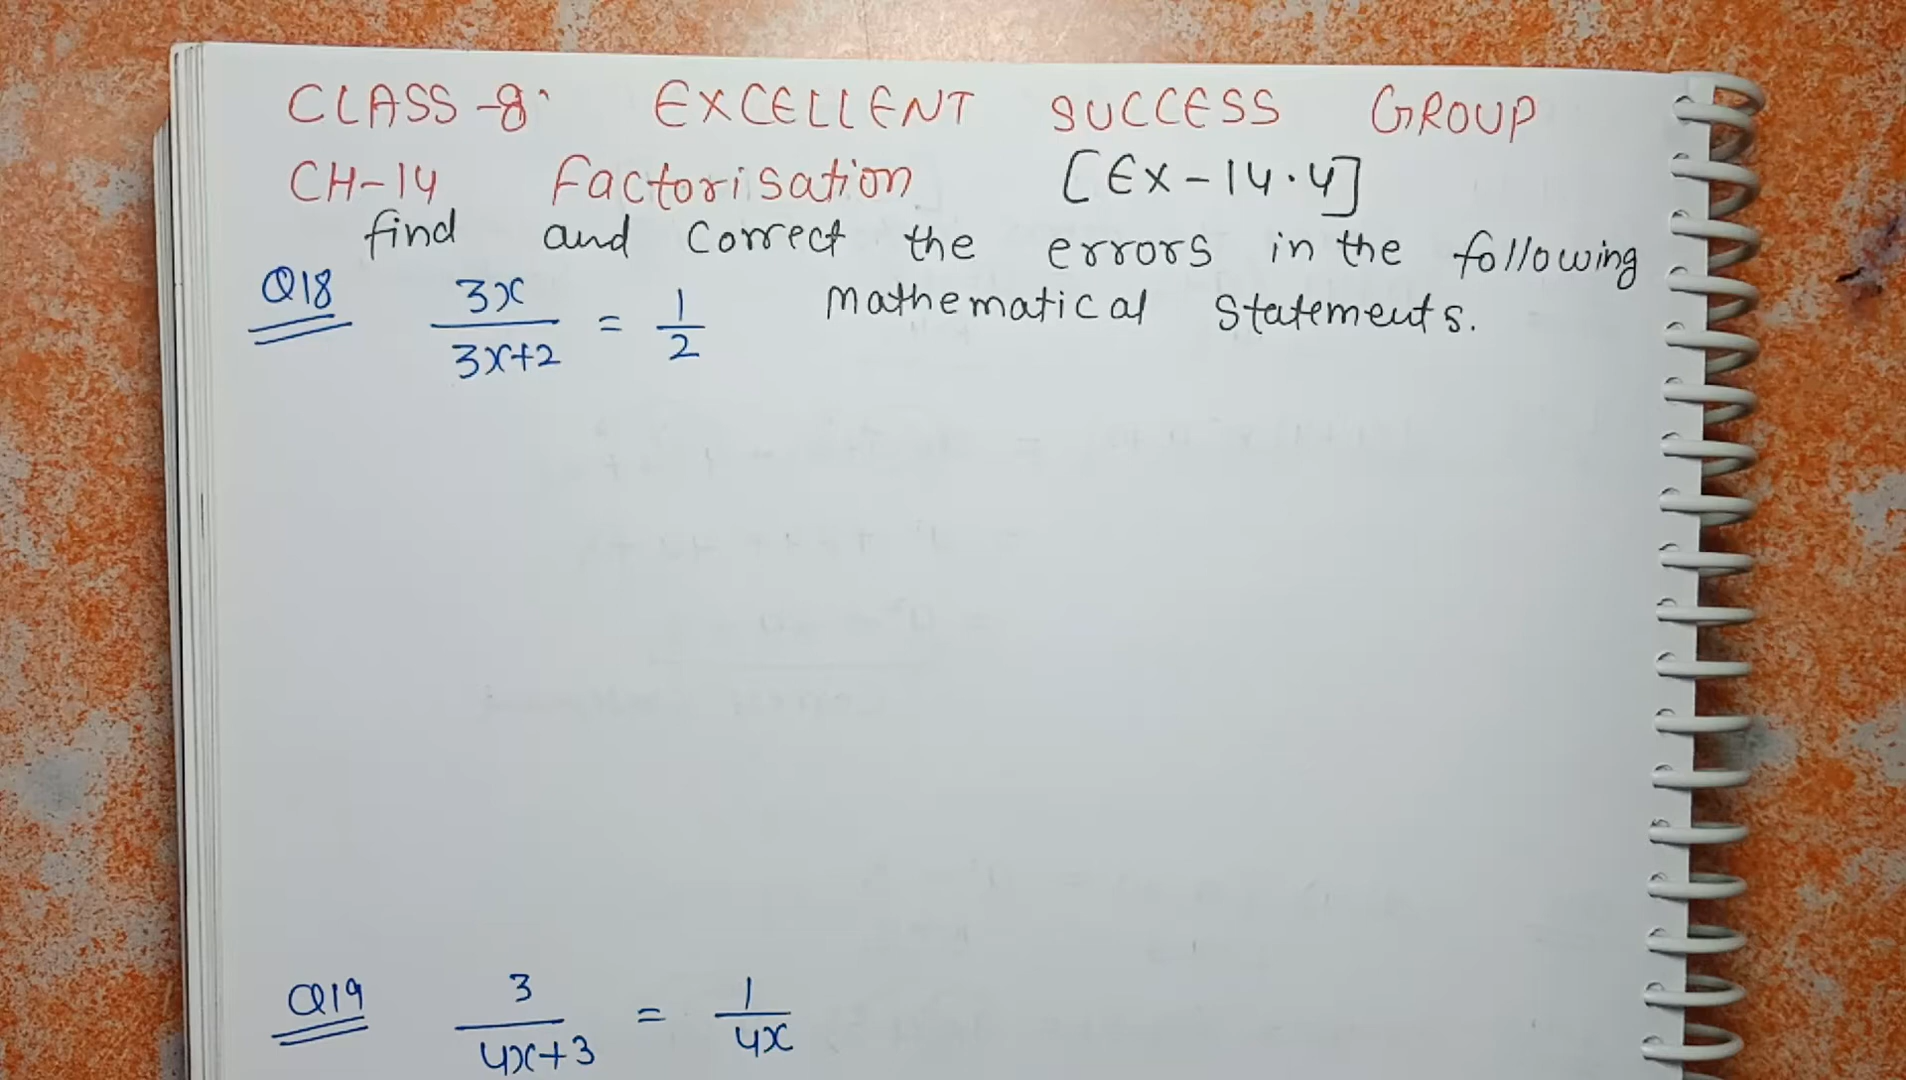 CLASS-8. EXCELLENT SUCCESS GROUP
CH-14 Factorisation [EX-14.4]
find and correct the errors in the following
Mathematical statements.
Q18 3x/3x+2 = 1/2
Q19 3/4x+3 = 1/4x